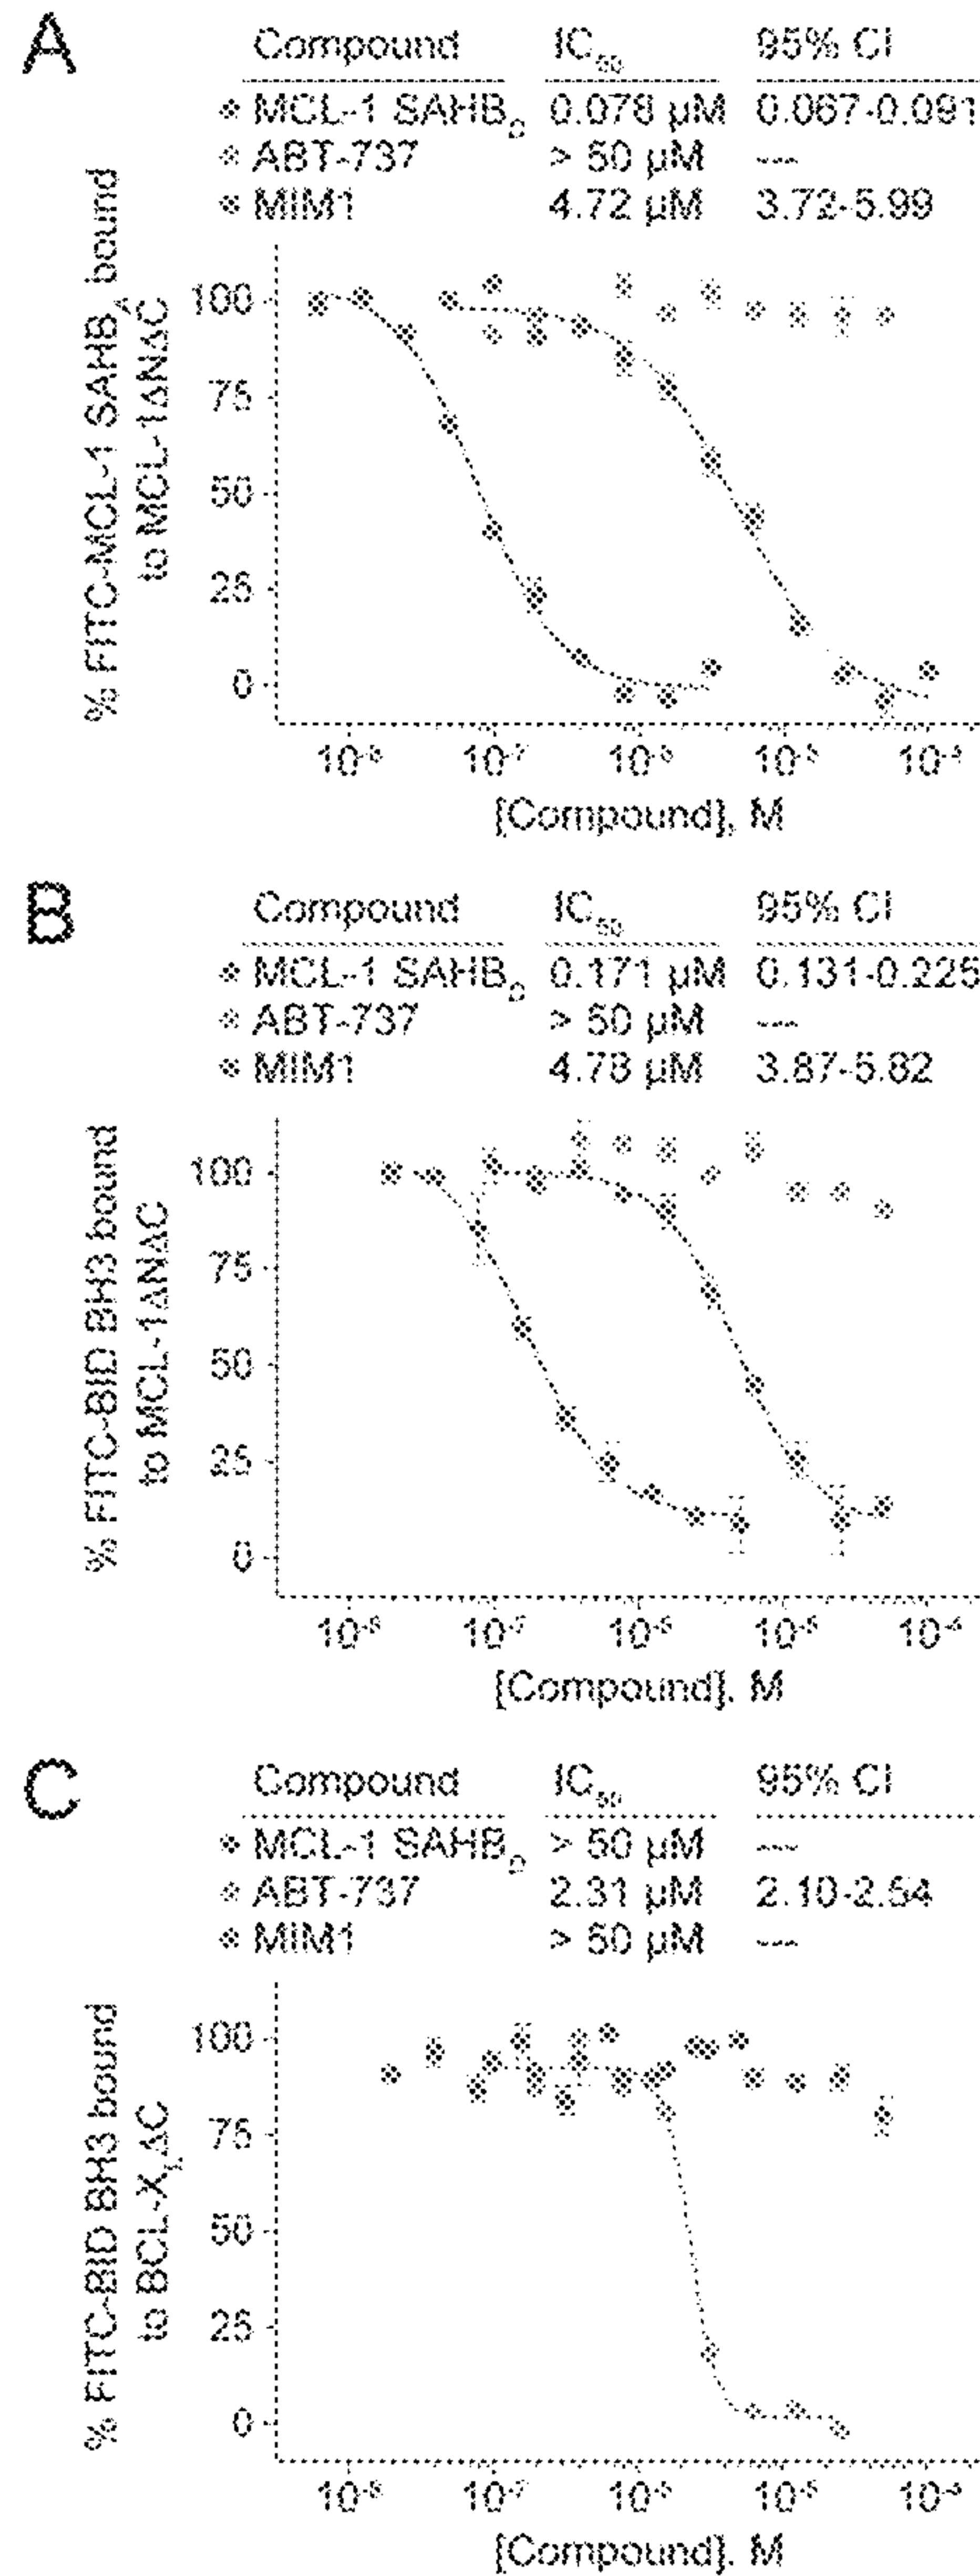 A
Compound IC50 95% CI
MCL-1 SAHBD 0.078 µM 0.067-0.091
ABT-737 > 50 µM ---
MIM1 4.72 µM 3.72-5.99
% FITC-MCL-1 SAHBA bound
to MCL-1ΔNΔC
100
75
50
25
0
10-8 10-7 10-6 10-5 10-4
[Compound], M
B
Compound IC50 95% CI
MCL-1 SAHBD 0.171 µM 0.131-0.225
ABT-737 > 50 µM ---
MIM1 4.78 µM 3.87-5.82
% FITC-BID BH3 bound
to MCL-1ΔNΔC
100
75
50
25
0
10-8 10-7 10-6 10-5 10-4
[Compound], M
C
Compound IC50 95% CI
MCL-1 SAHBD > 50 µM ---
ABT-737 2.31 µM 2.10-2.54
MIM1 > 50 µM ---
% FITC-BID BH3 bound
to BCL-XLΔC
100
75
50
25
0
10-8 10-7 10-6 10-5 10-4
[Compound], M